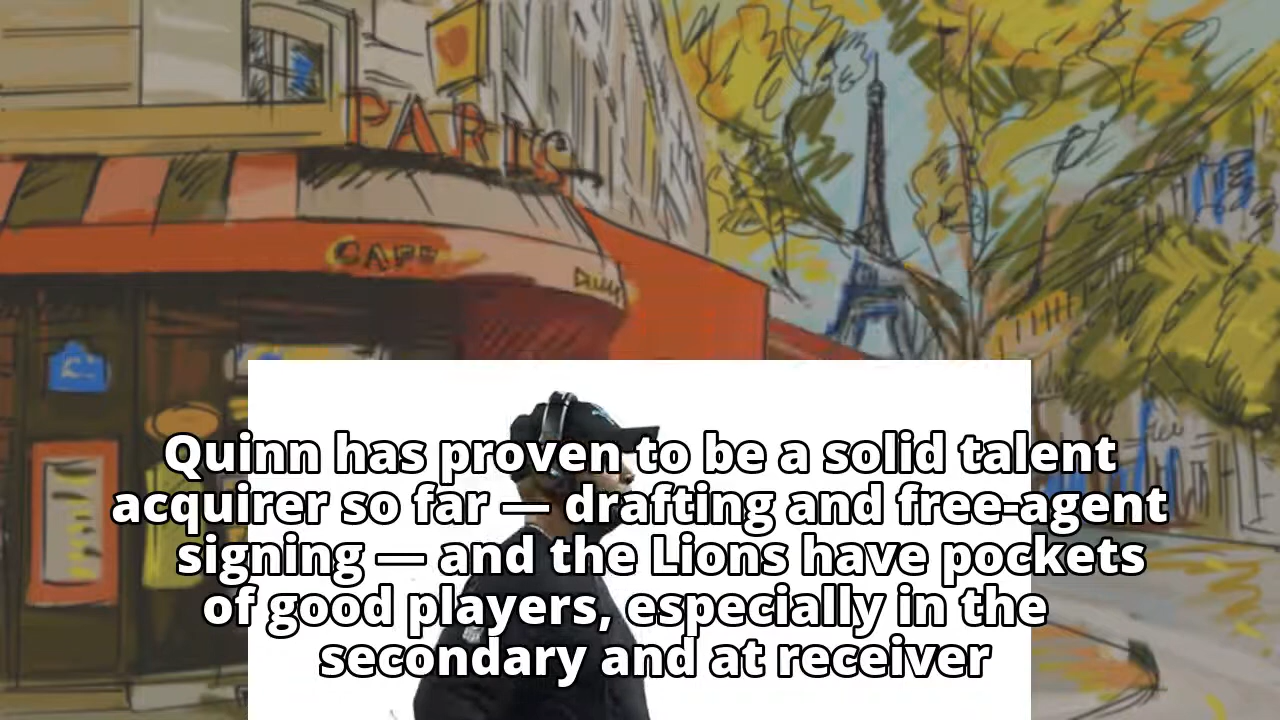 PARIS
CAFE
Quinn has proven to be a solid talent
acquirer so far — drafting and free-agent
signing — and the Lions have pockets
of good players, especially in the
secondary and at receiver